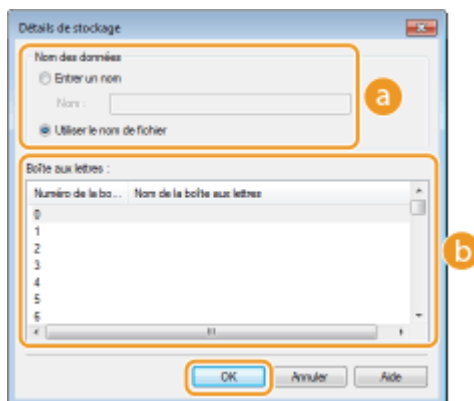 Détails de stockage
Nom des données
Entrer un nom
Nom :
Utiliser le nom de fichier
a
Boîte aux lettres :
Numéro de la bo... Nom de la boîte aux lettres
0
1
2
3
4
5
6
b
OK Annuler Aide